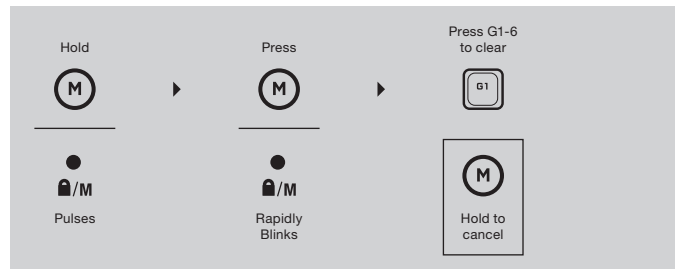 Hold
M
/M
Pulses
Press
M
/M
Rapidly
Blinks
Press G1-6
to clear
G1
M
Hold to
cancel